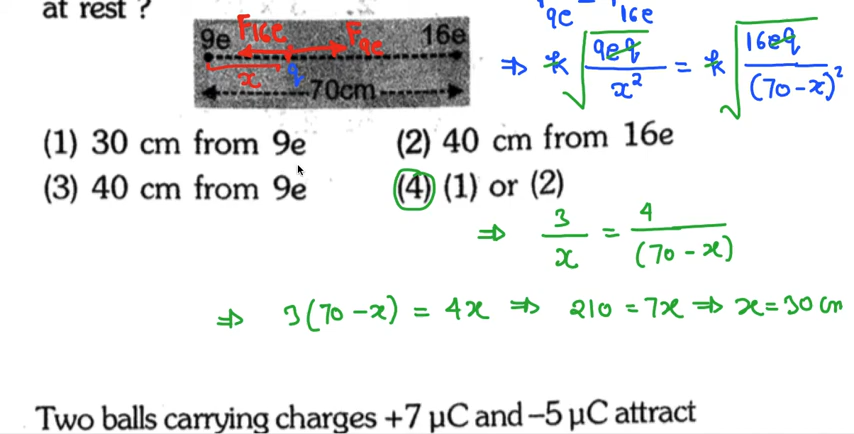 at rest ?
F9e = F16e
F16e F9e
9e 16e
x q
70cm
⇒ k √(9eq / x²) = k √(16eq / (70-x)²)
(1) 30 cm from 9e (2) 40 cm from 16e
(3) 40 cm from 9e (4) (1) or (2)
⇒ 3/x = 4/(70-x)
⇒ 3(70-x) = 4x ⇒ 210 = 7x ⇒ x = 30 cm
Two balls carrying charges +7 μC and –5 μC attract